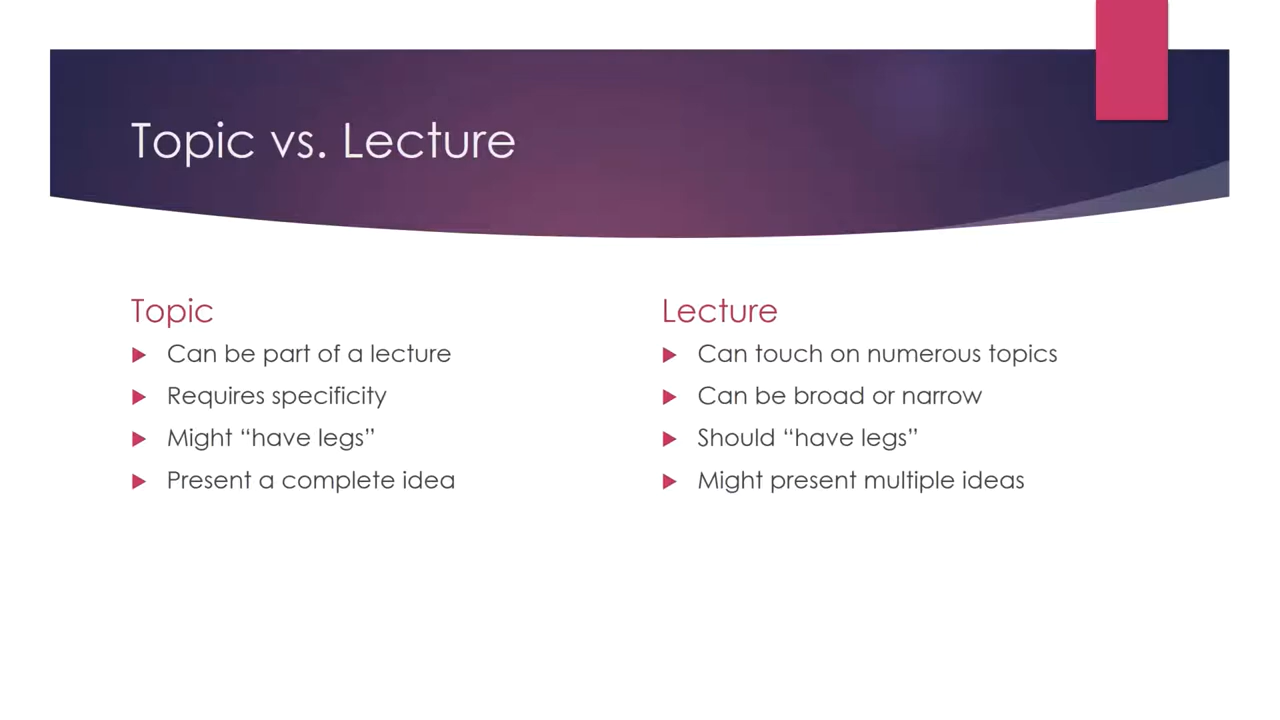 Topic vs. Lecture
Topic
Can be part of a lecture
Requires specificity
Might “have legs”
Present a complete idea
Lecture
Can touch on numerous topics
Can be broad or narrow
Should “have legs”
Might present multiple ideas